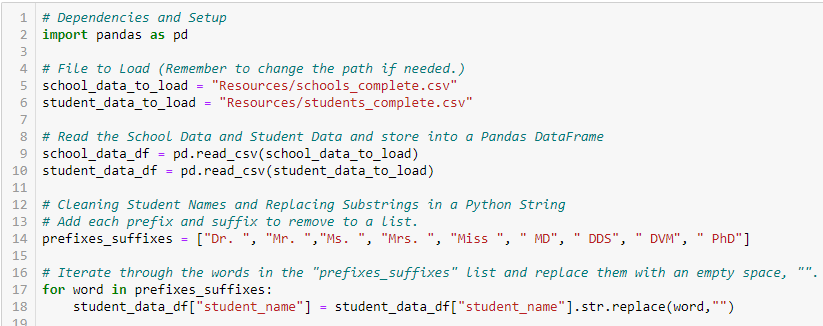 1 # Dependencies and Setup
2 import pandas as pd
3
4 # File to Load (Remember to change the path if needed.)
5 school_data_to_load = "Resources/schools_complete.csv"
6 student_data_to_load = "Resources/students_complete.csv"
7
8 # Read the School Data and Student Data and store into a Pandas DataFrame
9 school_data_df = pd.read_csv(school_data_to_load)
10 student_data_df = pd.read_csv(student_data_to_load)
11
12 # Cleaning Student Names and Replacing Substrings in a Python String
13 # Add each prefix and suffix to remove to a list.
14 prefixes_suffixes = ["Dr. ", "Mr. ","Ms. ", "Mrs. ", "Miss ", " MD", " DDS", " DVM", " PhD"]
15
16 # Iterate through the words in the "prefixes_suffixes" list and replace them with an empty space, "".
17 for word in prefixes_suffixes:
18     student_data_df["student_name"] = student_data_df["student_name"].str.replace(word,"")
19